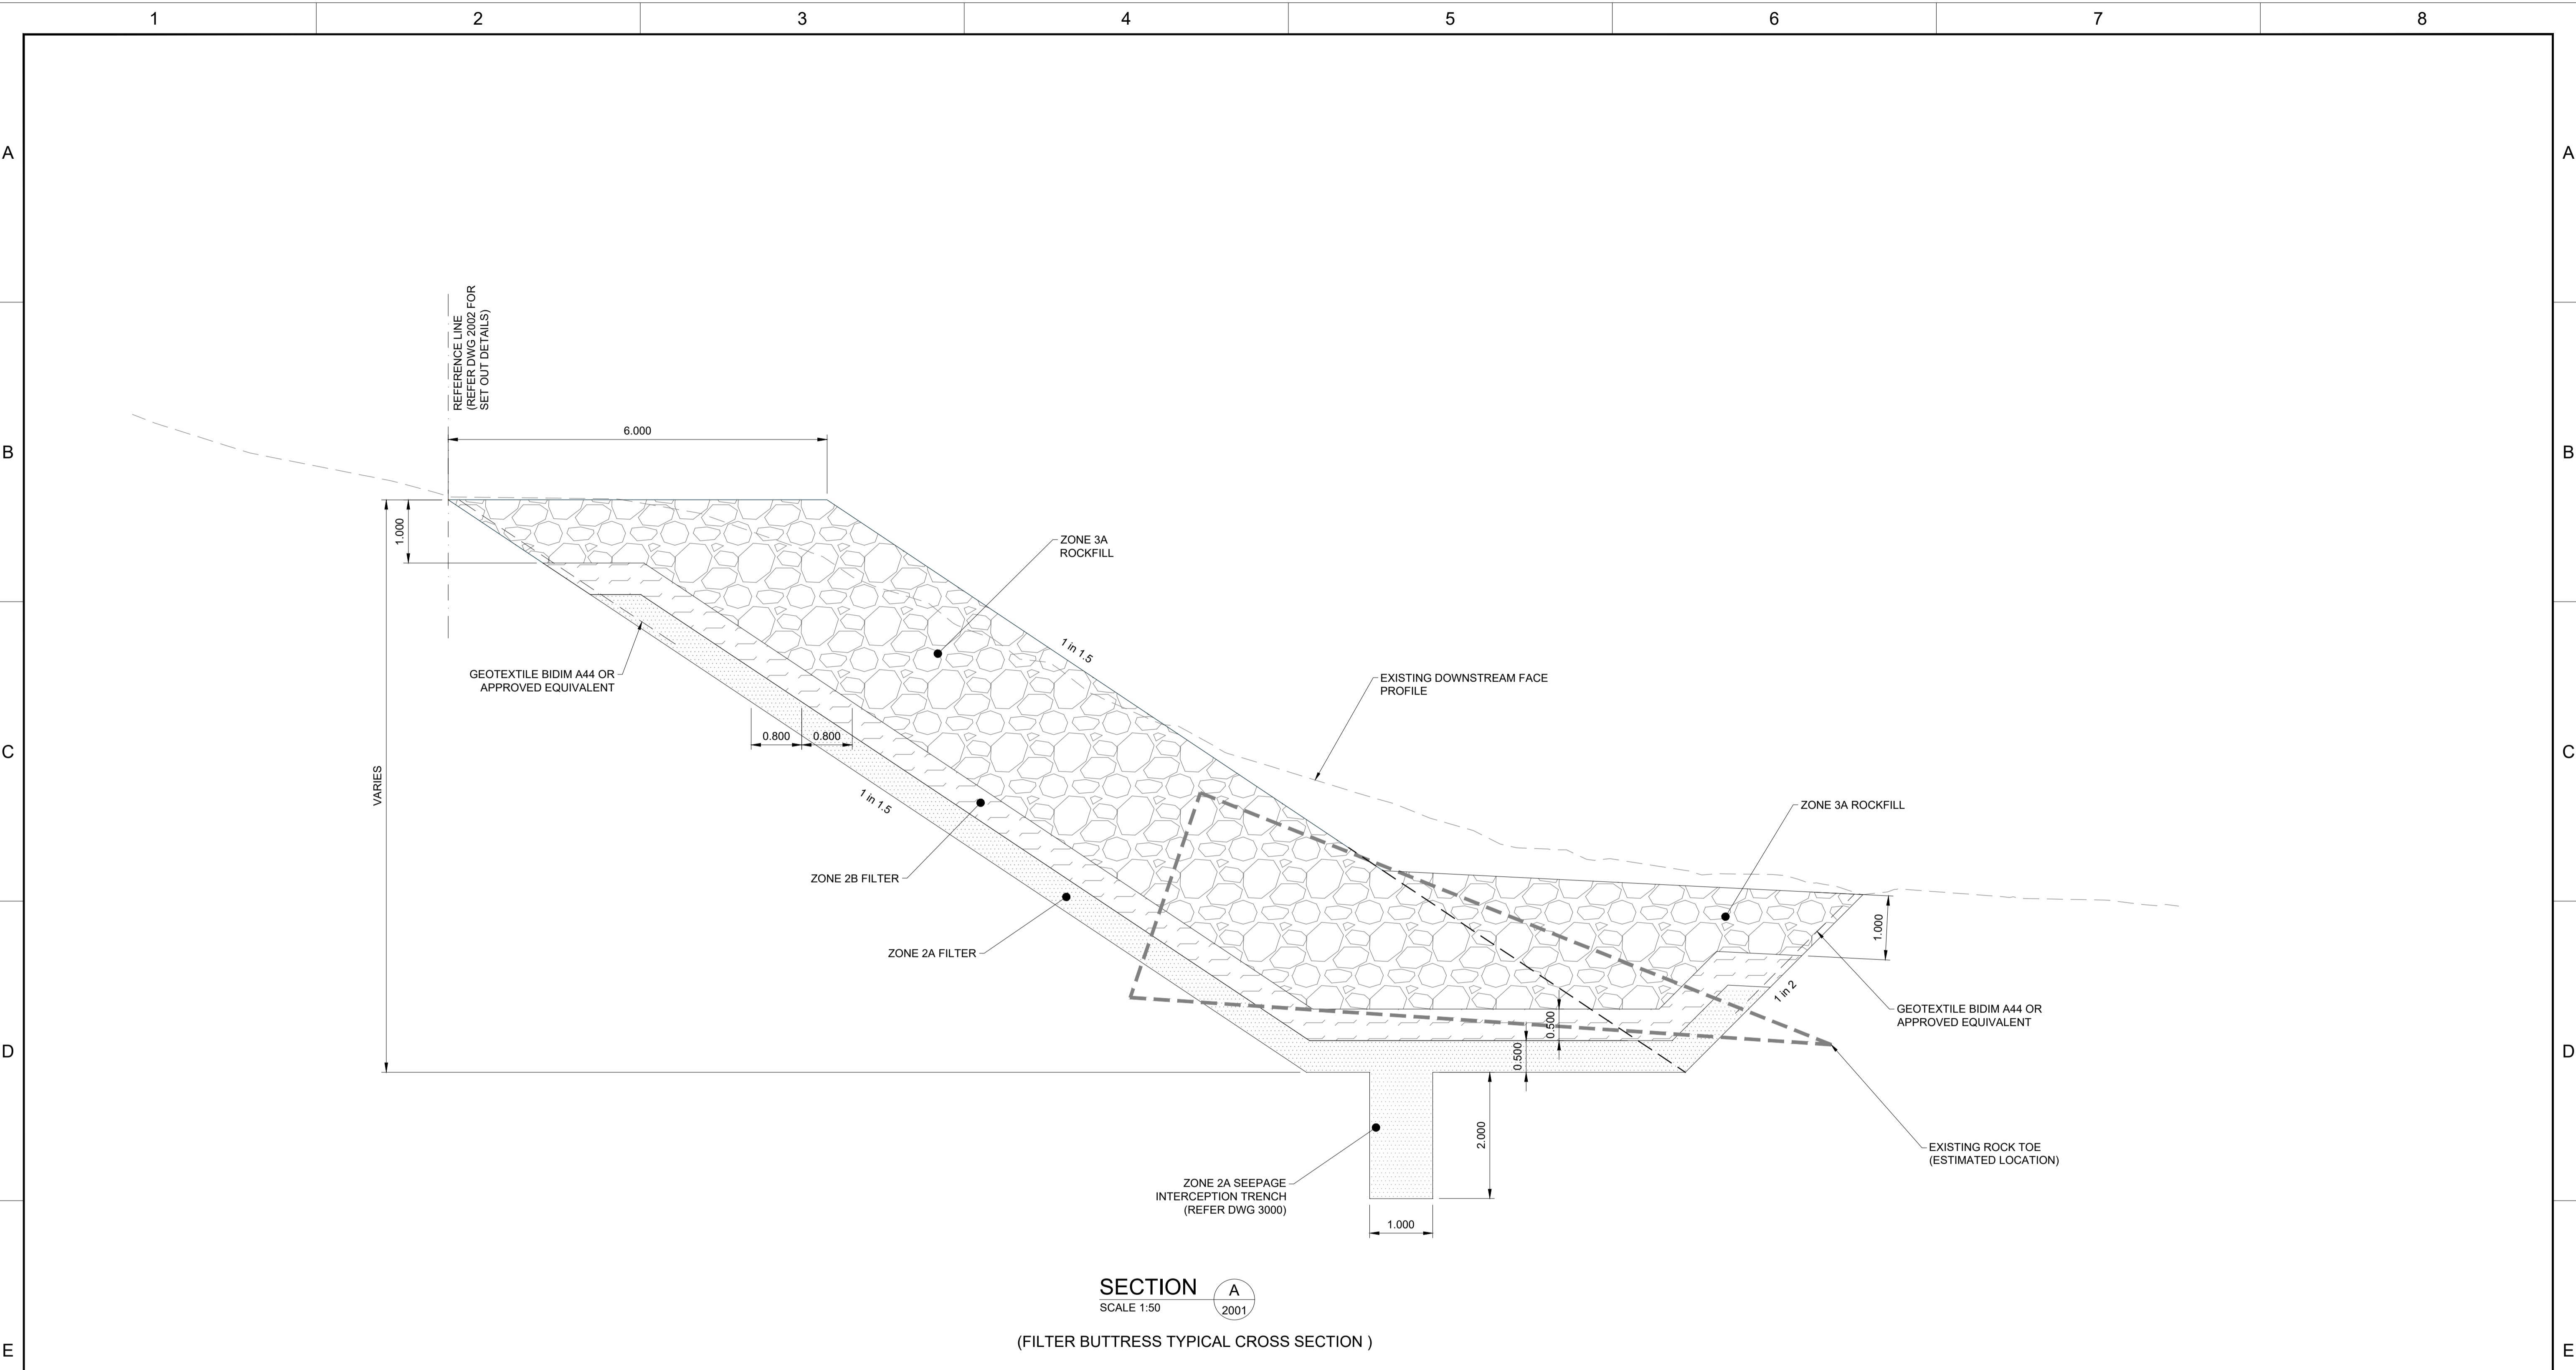 1 2 3 4 5 6 7 8
A A
REFERENCE LINE
(REFER DWG 2002 FOR
SET OUT DETAILS)
B B
6.000
1.000
ZONE 3A
ROCKFILL
1 in 1.5
GEOTEXTILE BIDIM A44 OR
APPROVED EQUIVALENT
EXISTING DOWNSTREAM FACE
PROFILE
0.800 0.800
C C
VARIES
1 in 1.5
ZONE 3A ROCKFILL
ZONE 2B FILTER
1.000
ZONE 2A FILTER
1 in 2
GEOTEXTILE BIDIM A44 OR
APPROVED EQUIVALENT
0.500
0.500
D D
2.000
EXISTING ROCK TOE
(ESTIMATED LOCATION)
ZONE 2A SEEPAGE
INTERCEPTION TRENCH
(REFER DWG 3000)
1.000
SECTION A
SCALE 1:50 2001
(FILTER BUTTRESS TYPICAL CROSS SECTION )
E E